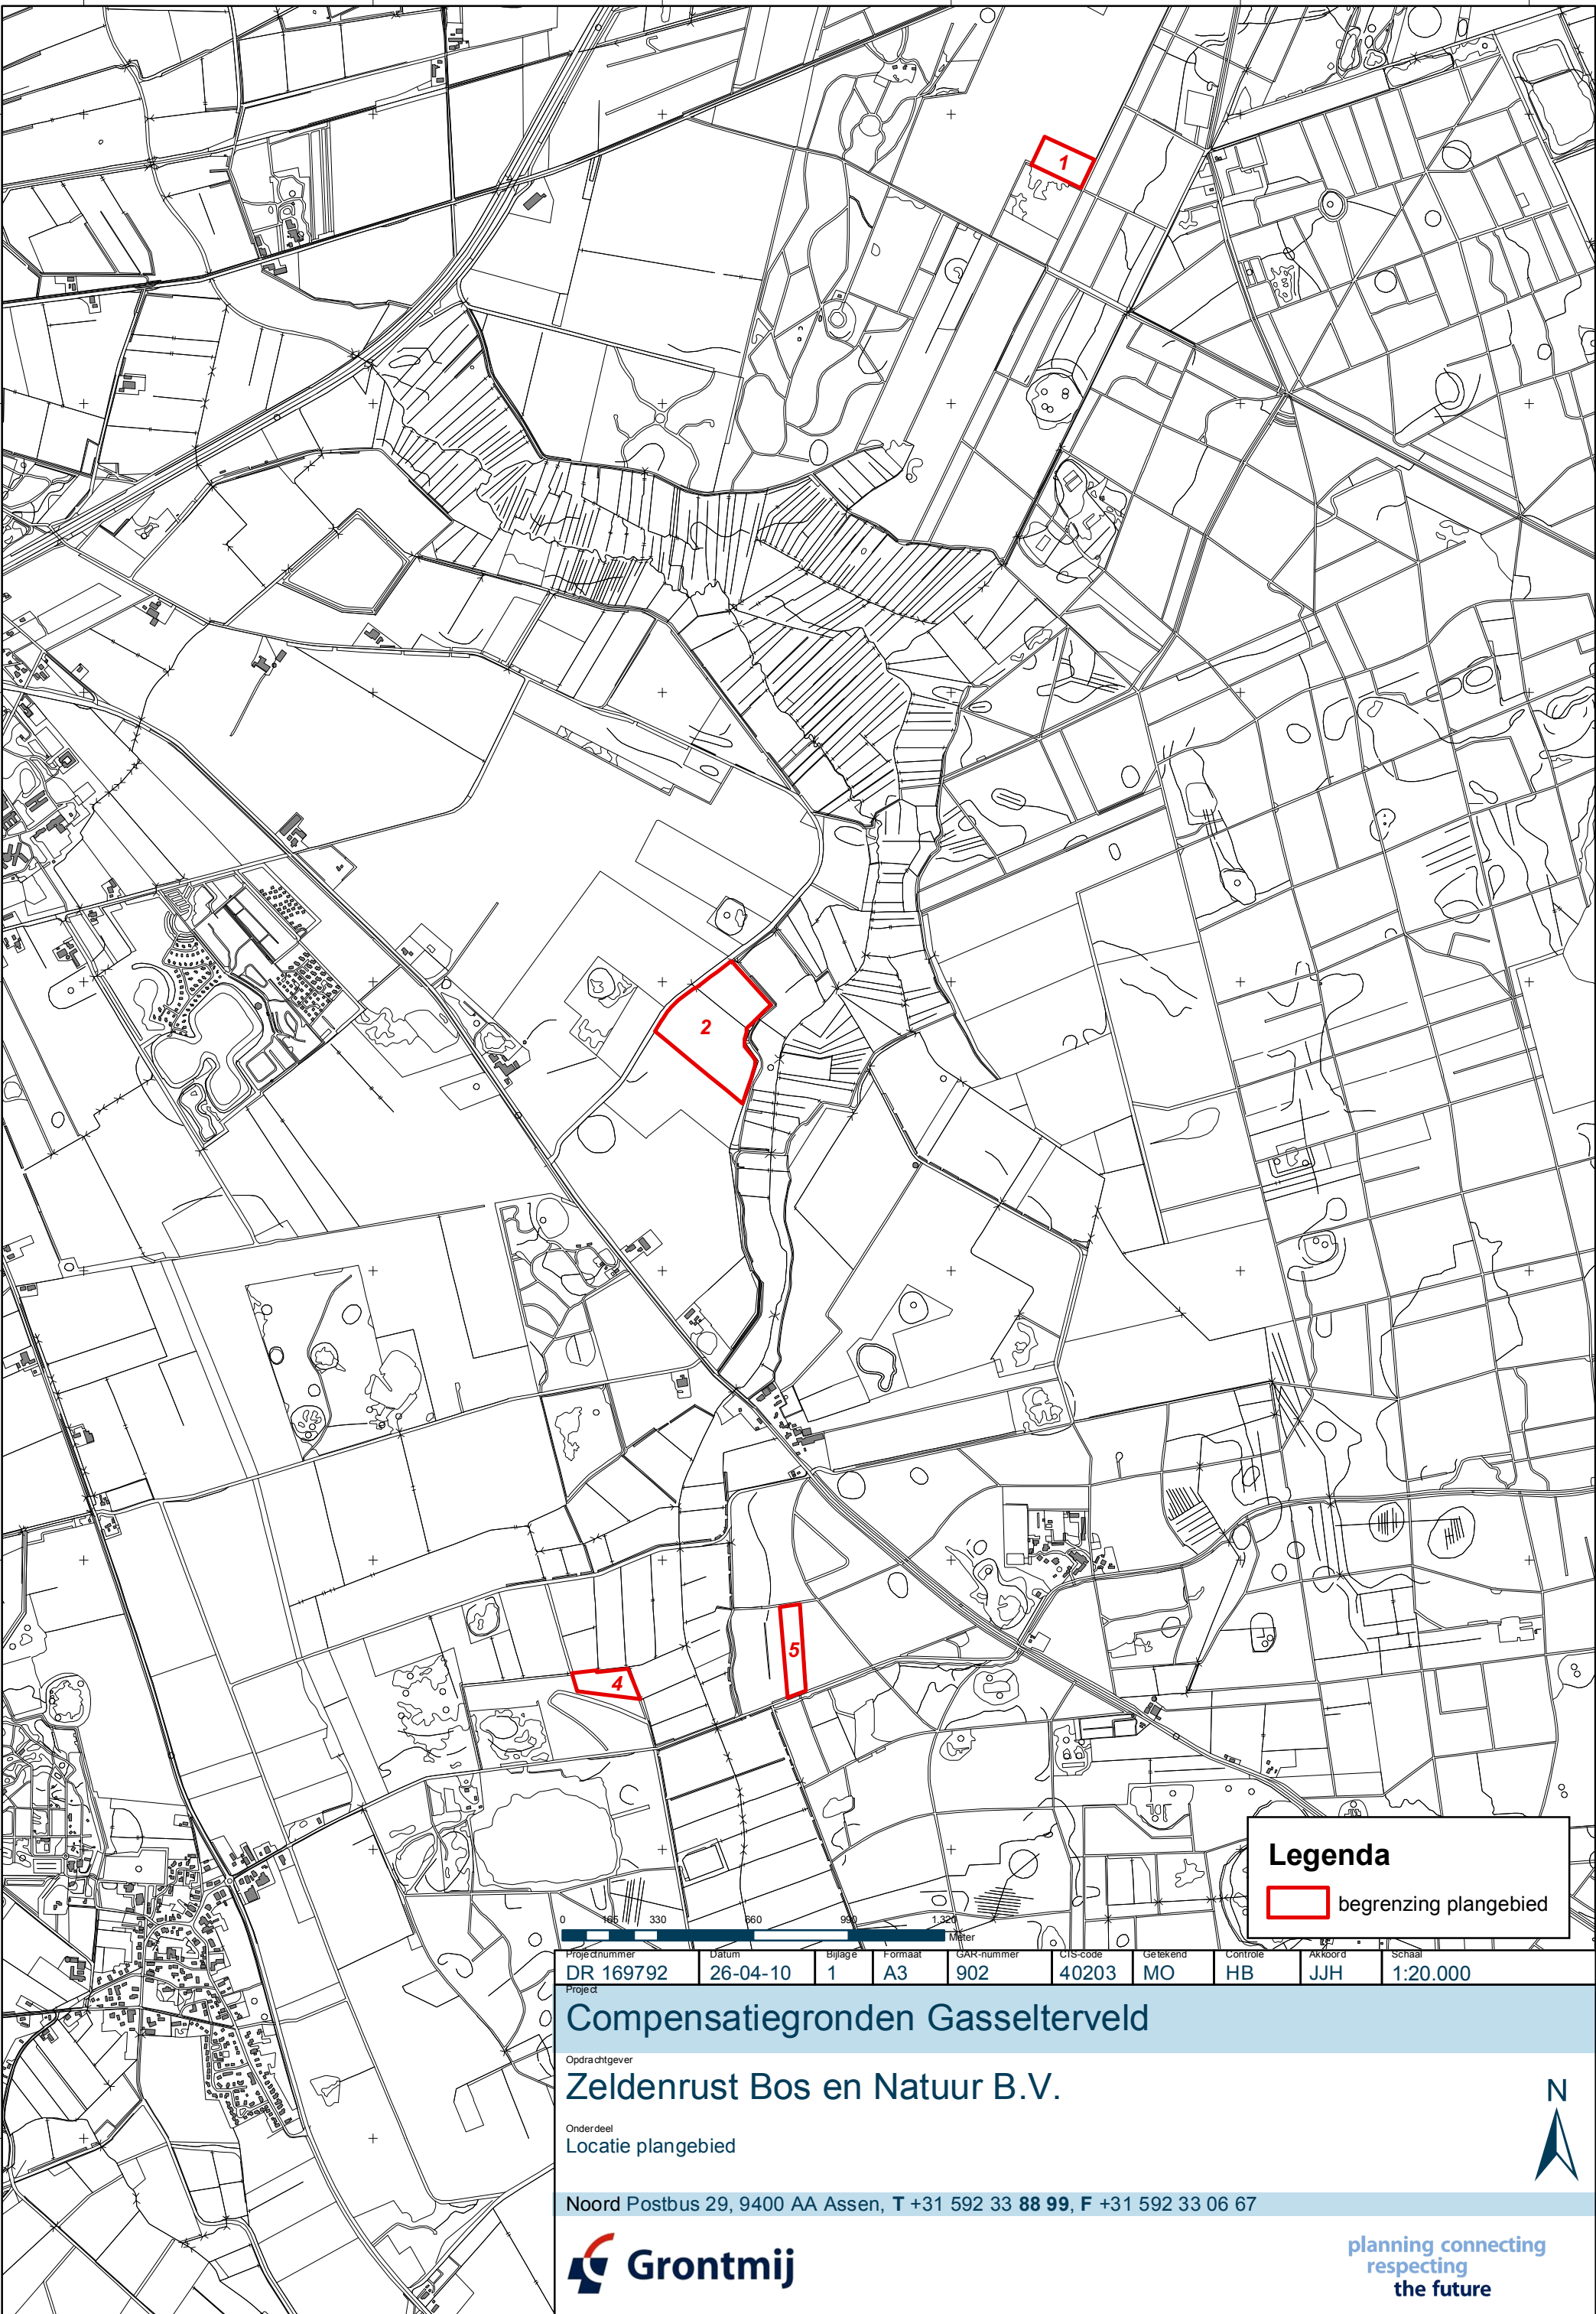 1
2
4
5
Legenda
begrenzing plangebied
0 165 330 660 990 1.320
Meter
Projectnummer Datum Bijlage Formaat GAR-nummer CIS-code Getekend Controle Akkoord Schaal
DR 169792 26-04-10 1 A3 902 40203 MO HB JJH 1:20.000
Project
Compensatiegronden Gasselterveld
Opdrachtgever
Zeldenrust Bos en Natuur B.V.
N
Onderdeel
Locatie plangebied
Noord Postbus 29, 9400 AA Assen, T +31 592 33 88 99, F +31 592 33 06 67
Grontmij
planning connecting
respecting
the future